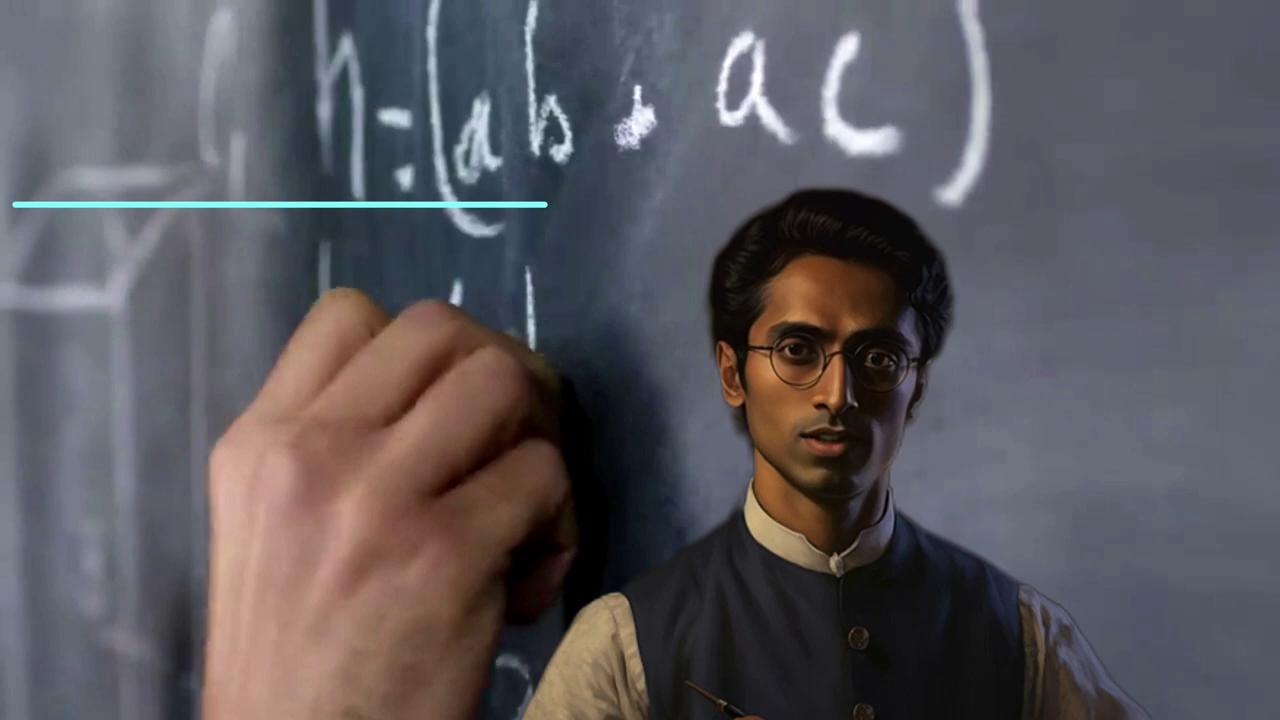 h = (ab . ac)